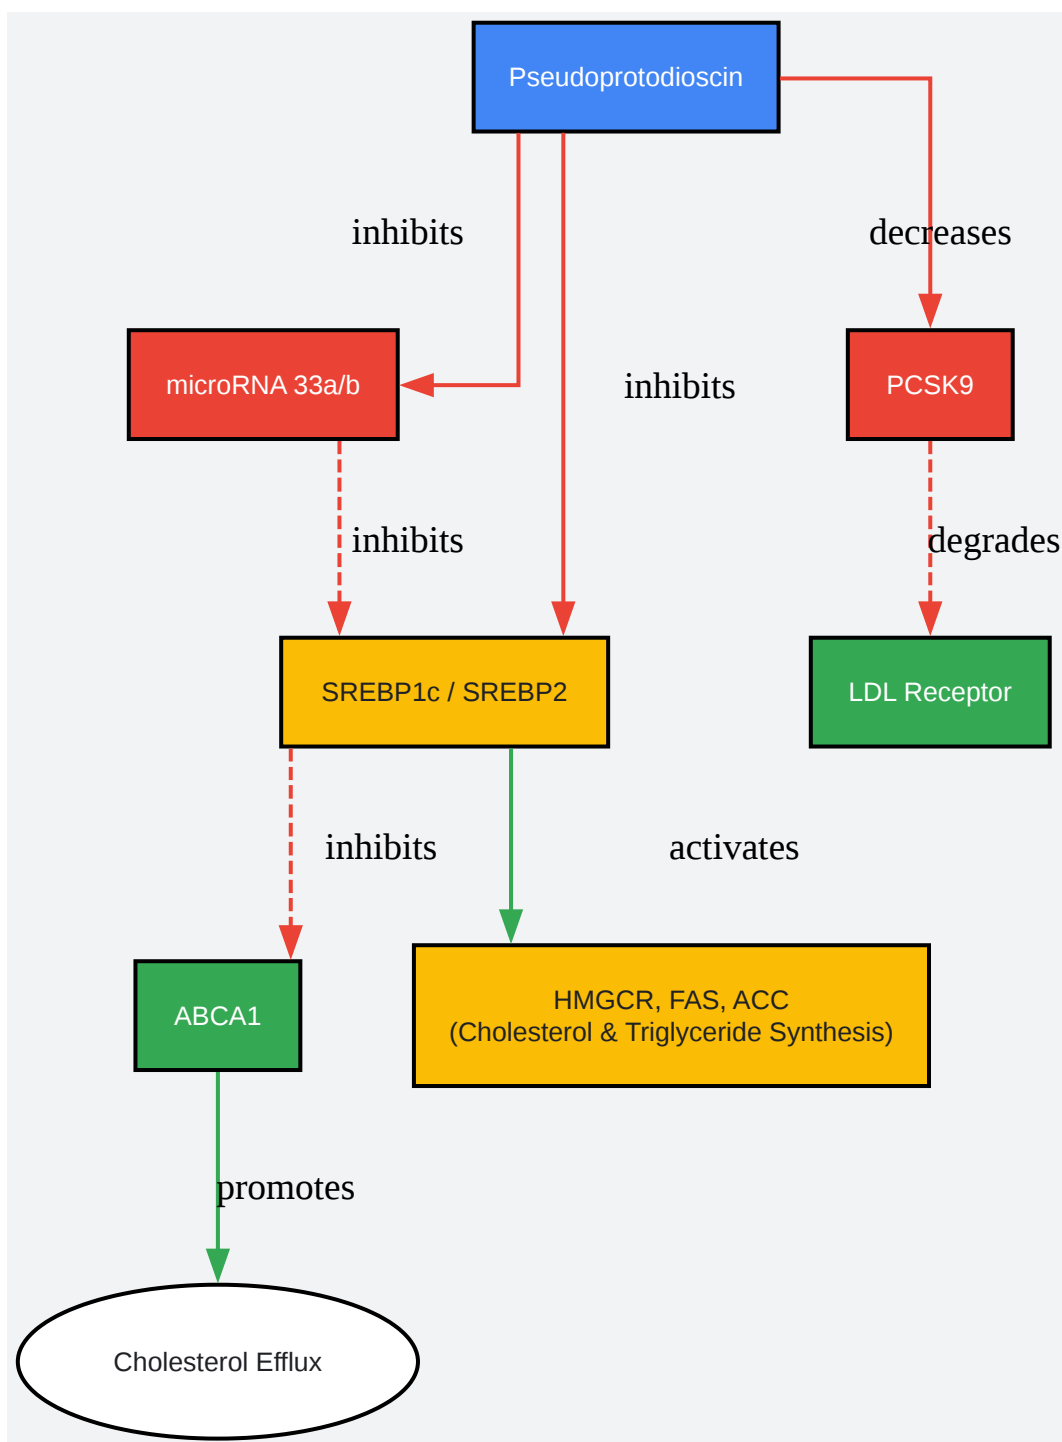 Pseudoprotodioscin
inhibits
decreases
microRNA 33a/b
inhibits
PCSK9
inhibits
degrades
SREBP1c / SREBP2
LDL Receptor
inhibits
activates
HMGCR, FAS, ACC
(Cholesterol & Triglyceride Synthesis)
ABCA1
promotes
Cholesterol Efflux